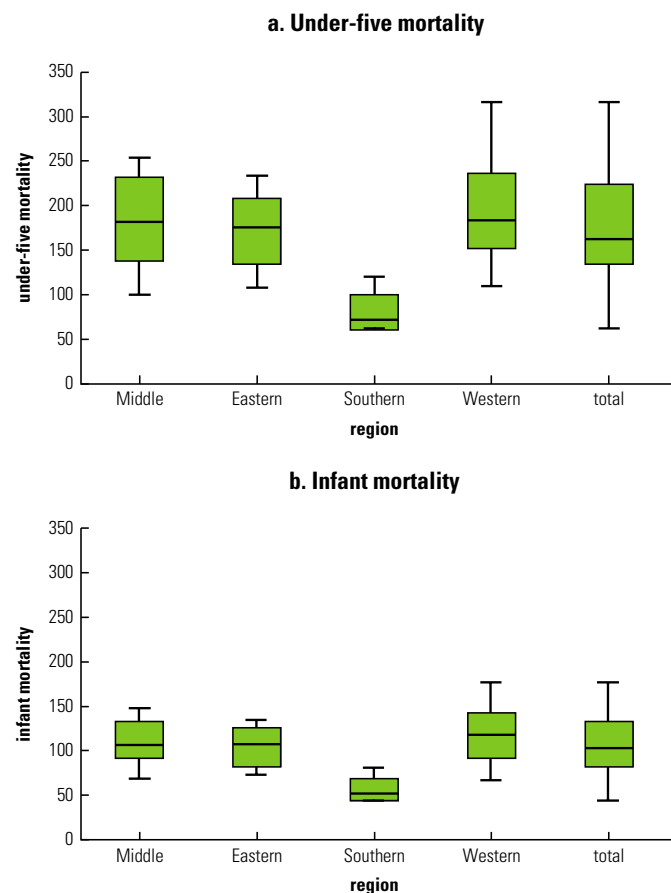 a. Under-five mortality
350
300
250
200
150
100
50
0
under-five mortality
Middle Eastern Southern Western total
region
b. Infant mortality
350
300
250
200
150
100
50
0
infant mortality
Middle Eastern Southern Western total
region